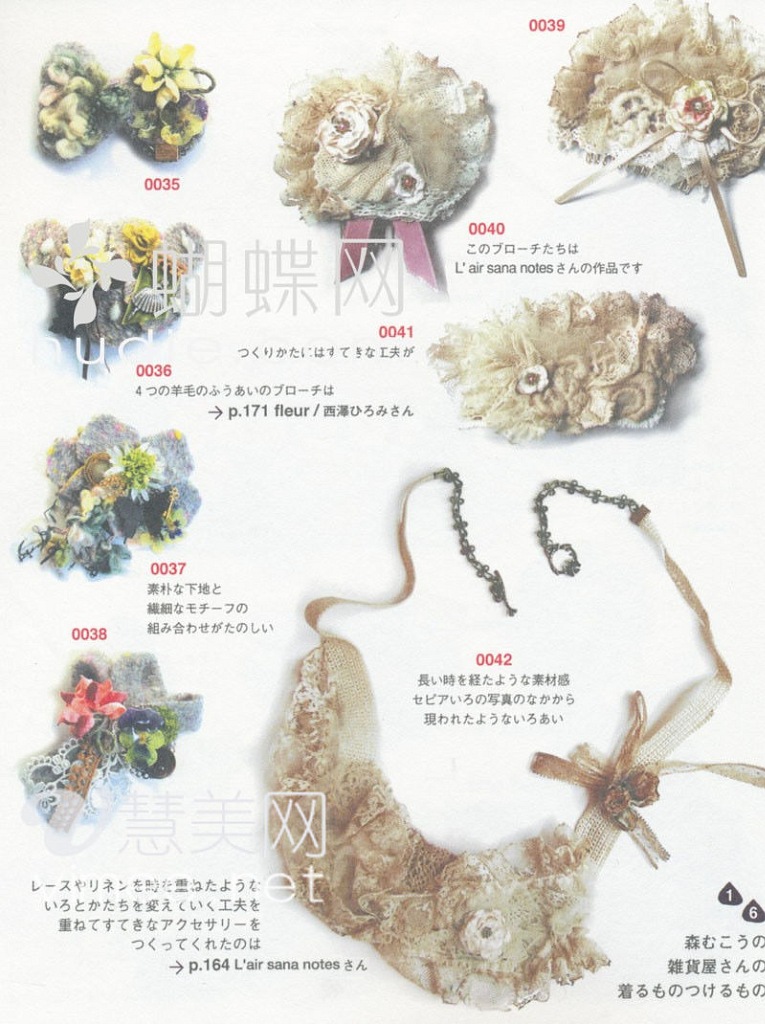 0039
0035
0040
このブローチたちは
L'air sana notesさんの作品です
蝴蝶网
0041
つくりかたにはすてきな工夫が
0036
4つの羊毛のふうあいのブローチは
→ p.171 fleur / 西澤ひろみさん
0037
素朴な下地と
繊細なモチーフの
組み合わせがたのしい
0038
0042
長い時を経たような素材感
セピアいろの写真のなかから
現われたようないろあい
慧美网
レースやリネンを時を重ねたような
いろとかたちを変えていく工夫を
重ねてすてきなアクセサリーを
つくってくれたのは
→ p.164 L'air sana notesさん
1
6
森むこうの
雑貨屋さんの
着るものつけるもの